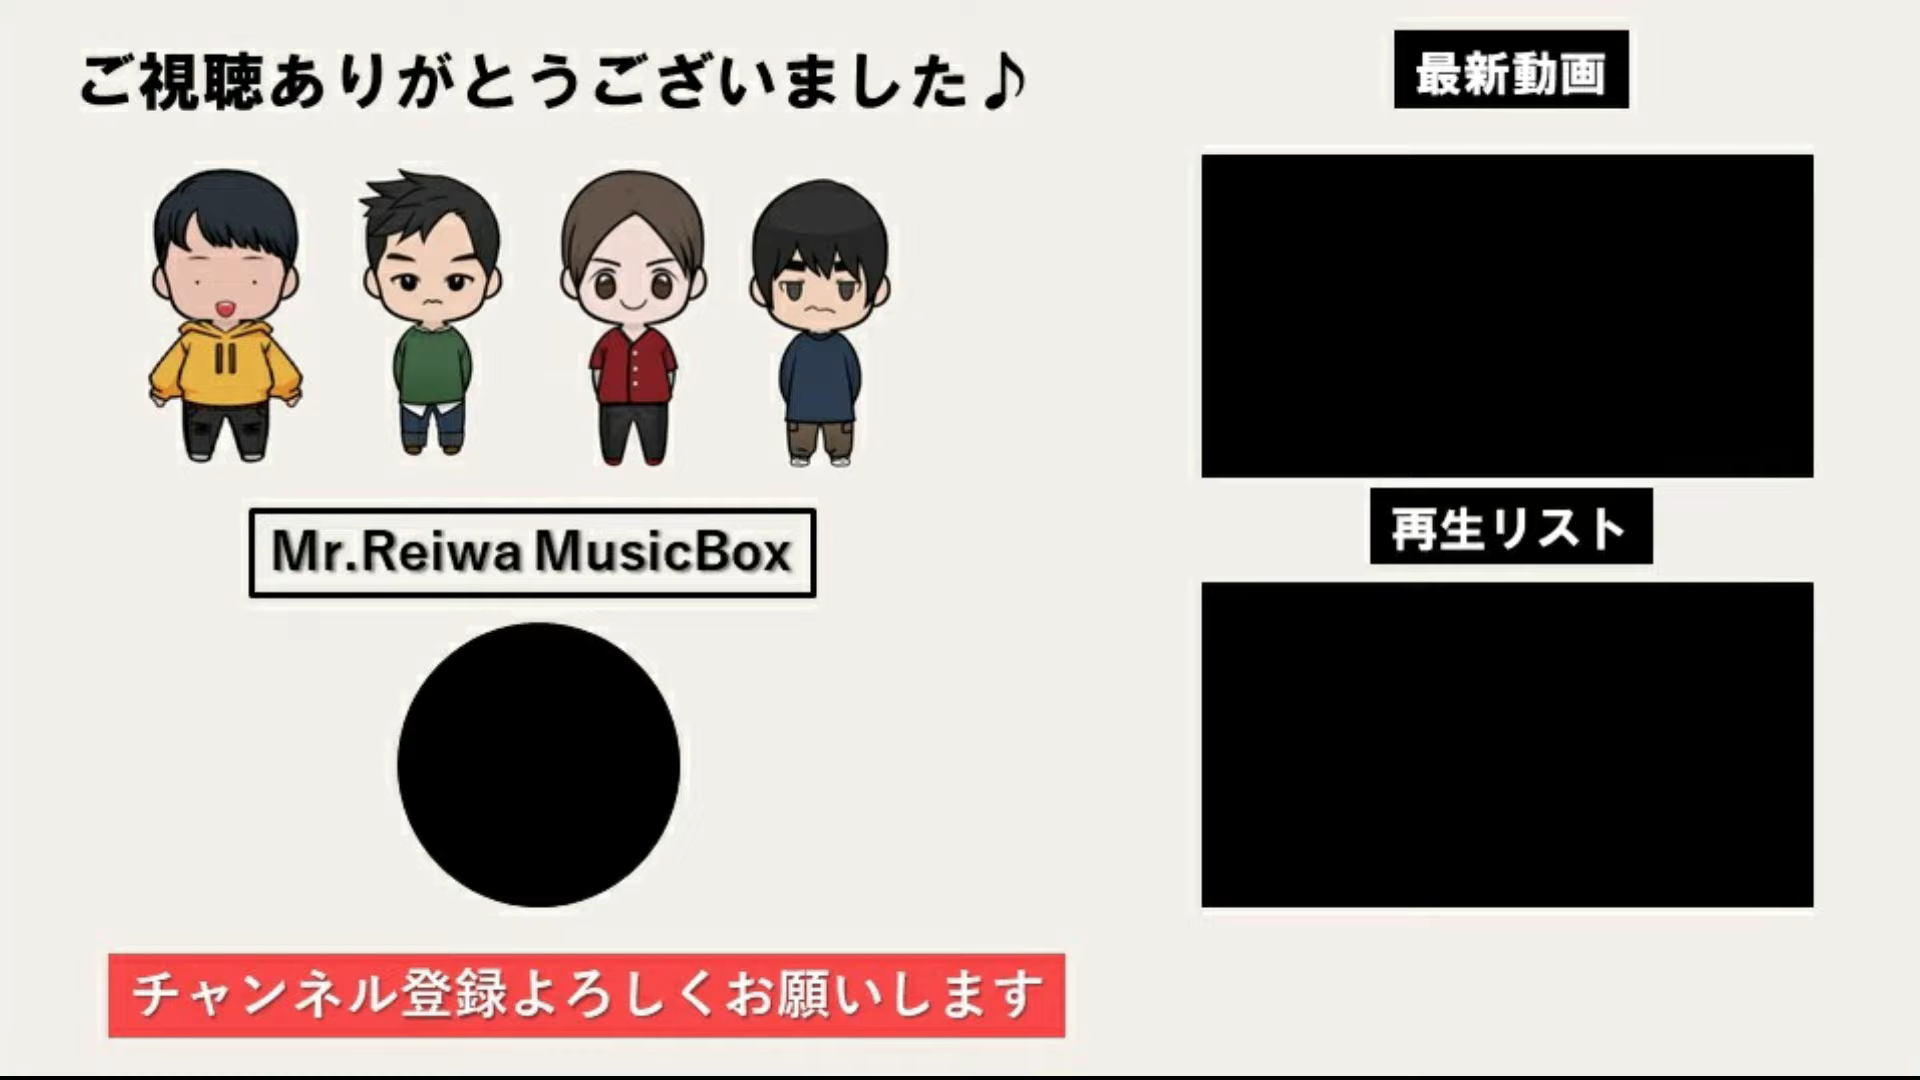 ご視聴ありがとうございました♪
Mr.Reiwa MusicBox
チャンネル登録よろしくお願いします
最新動画
再生リスト